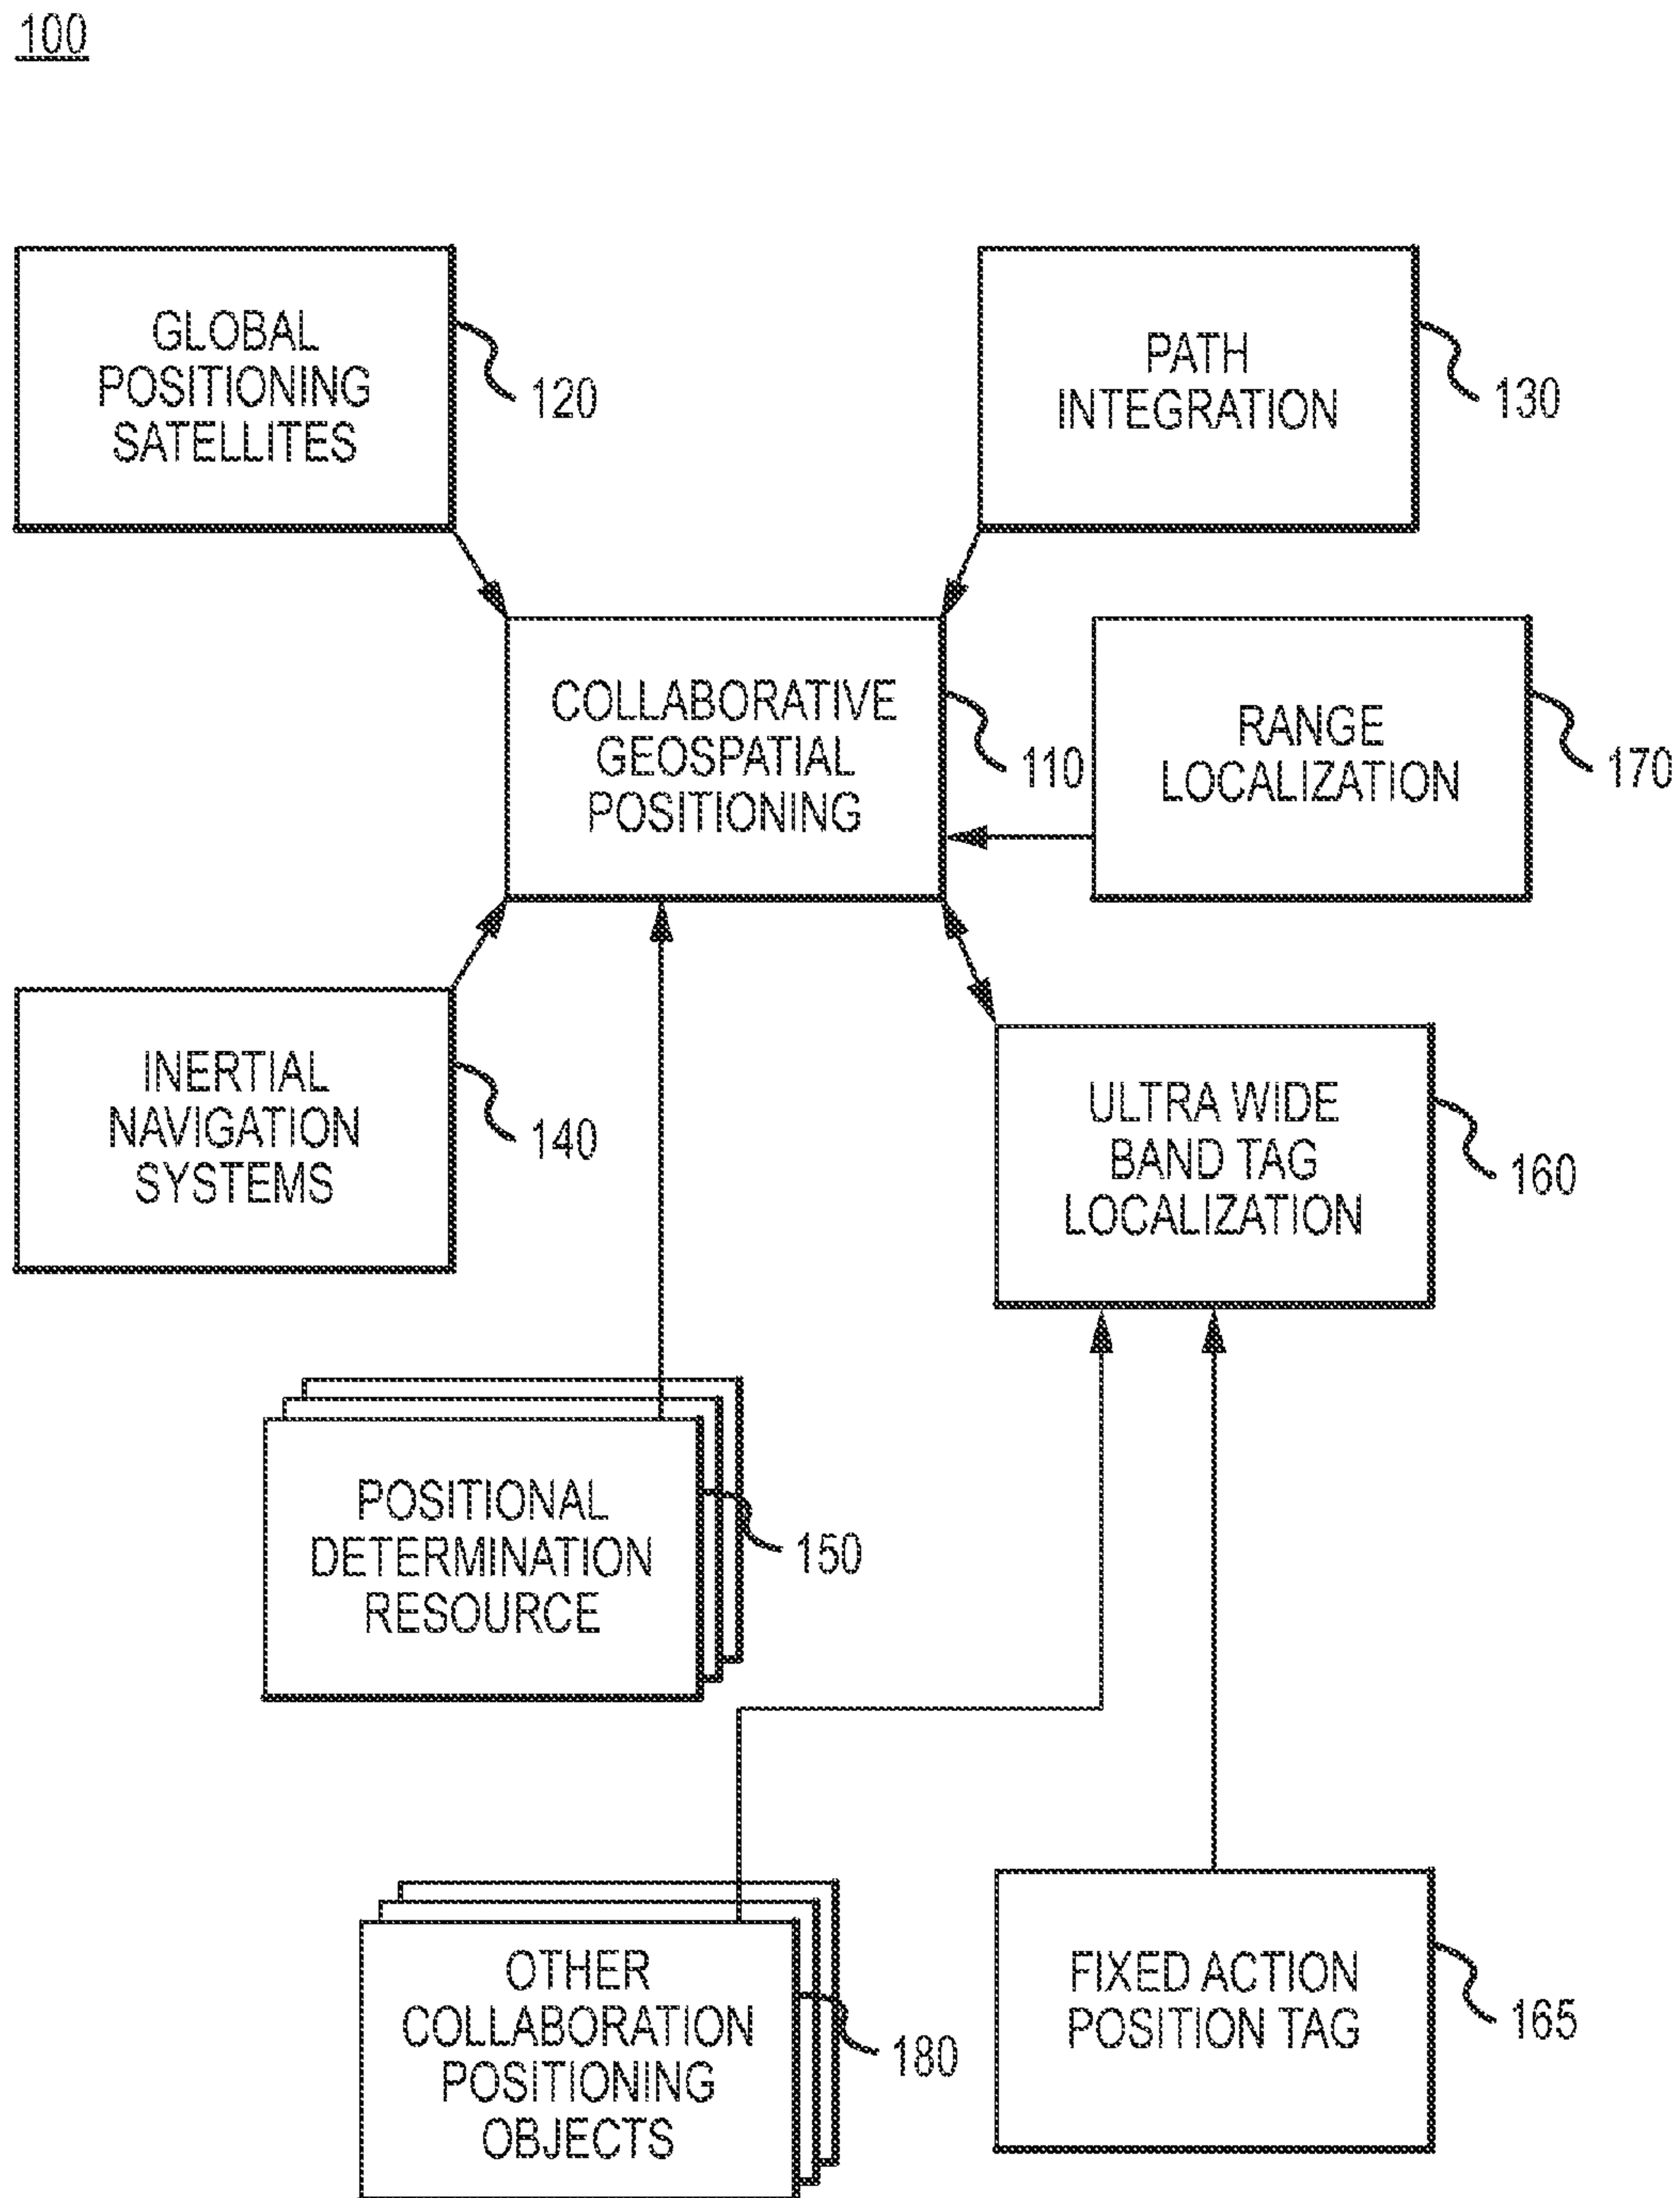 100
GLOBAL
POSITIONING
SATELLITES
120
PATH
INTEGRATION
130
COLLABORATIVE
GEOSPATIAL
POSITIONING
110
RANGE
LOCALIZATION
170
INERTIAL
NAVIGATION
SYSTEMS
140
ULTRA WIDE
BAND TAG
LOCALIZATION
160
POSITIONAL
DETERMINATION
RESOURCE
150
OTHER
COLLABORATION
POSITIONING
OBJECTS
180
FIXED ACTION
POSITION TAG
165